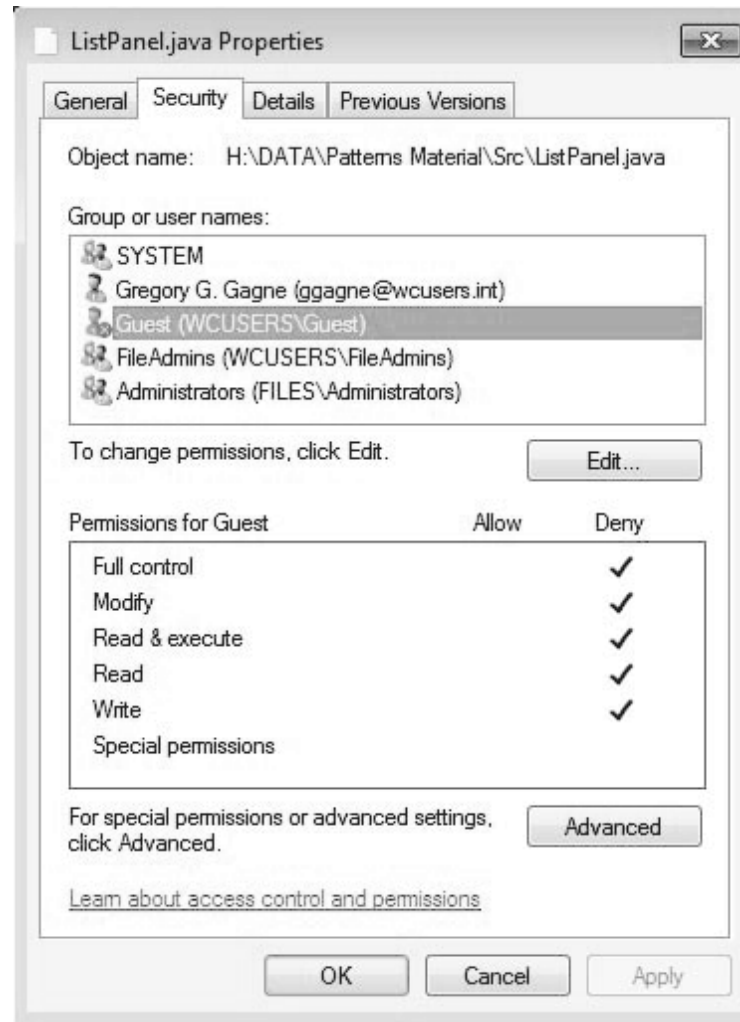 ListPanel.java Properties
General Security Details Previous Versions
Object name: H:\DATA\Patterns Material\Src\ListPanel.java
Group or user names:
SYSTEM
Gregory G. Gagne (ggagne@wcusers.int)
Guest (WCUSERS\Guest)
FileAdmins (WCUSERS\FileAdmins)
Administrators (FILES\Administrators)
To change permissions, click Edit.
Edit...
Permissions for Guest Allow Deny
Full control
Modify
Read & execute
Read
Write
Special permissions
For special permissions or advanced settings,
click Advanced.
Advanced
Learn about access control and permissions
OK Cancel Apply